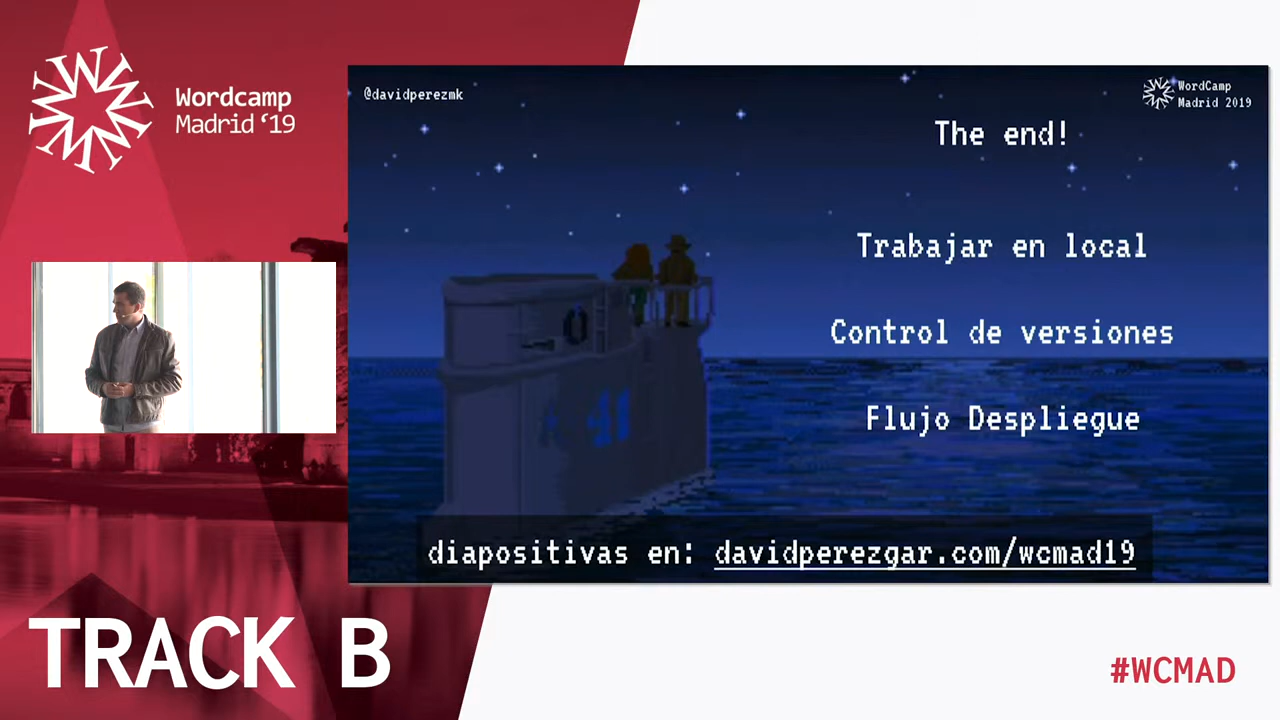 Wordcamp
Madrid ‘19
@davidperezmk
WordCamp
Madrid 2019
The end!
Trabajar en local
Control de versiones
Flujo Despliegue
diapositivas en: davidperezgar.com/wcmad19
TRACK B
#WCMAD